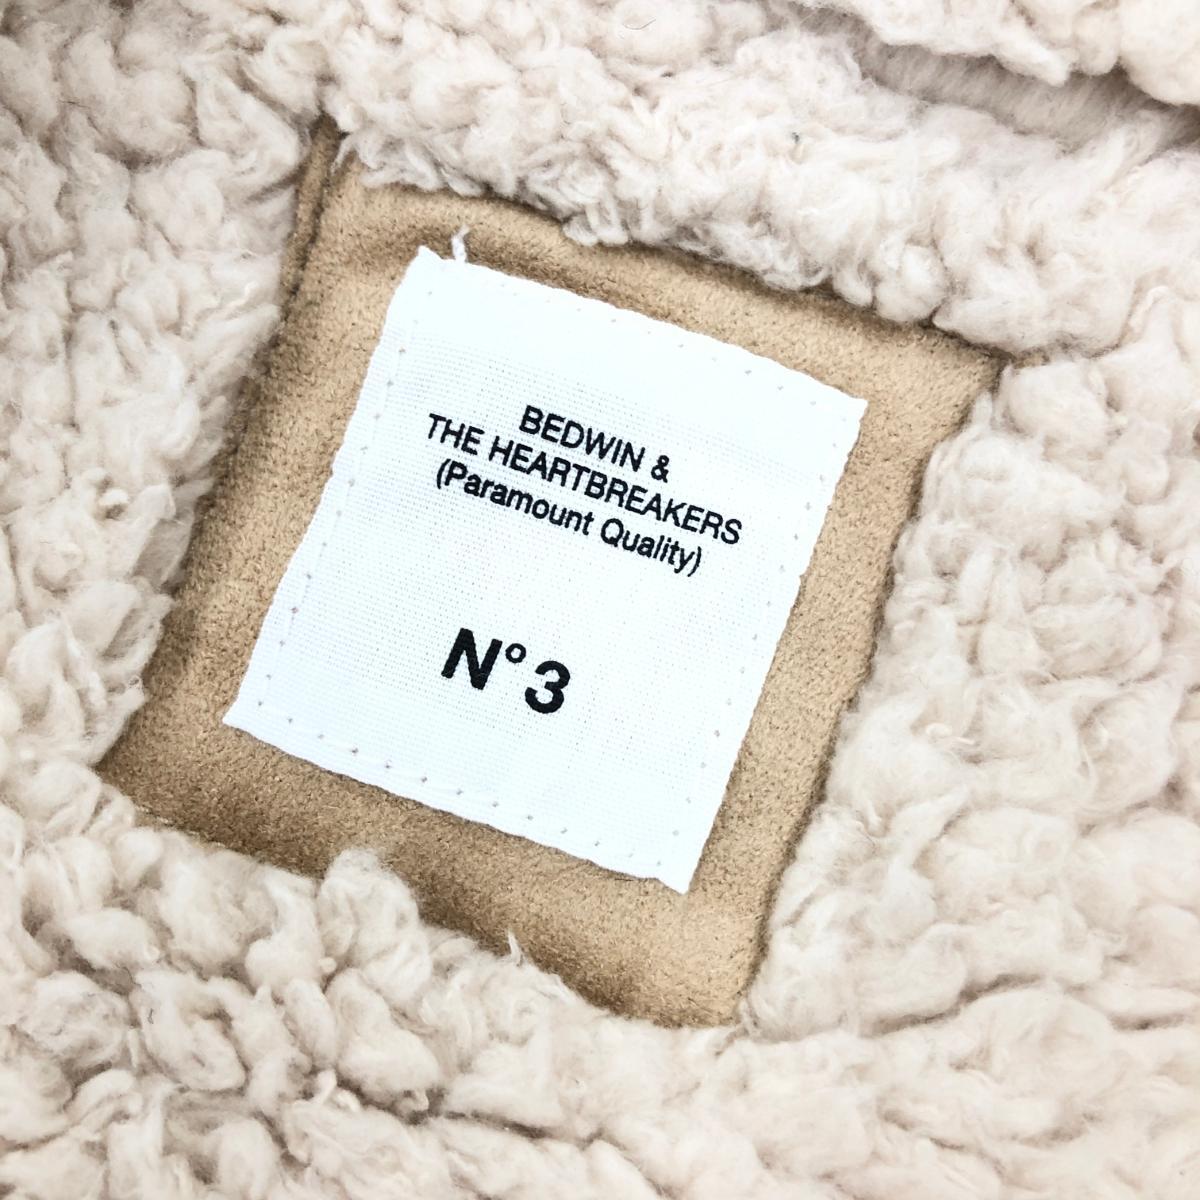 BEDWIN &
THE HEARTBREAKERS
(Paramount Quality)
N° 3